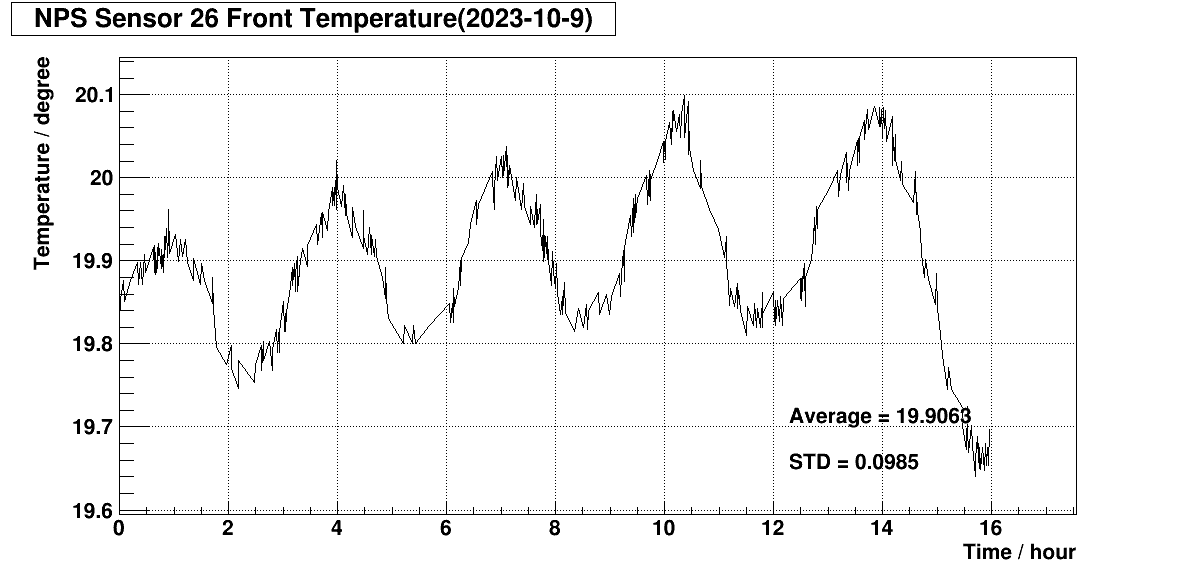 NPS Sensor 26 Front Temperature(2023-10-9)
Temperature / degree
20.1
20
19.9
19.8
19.7
19.6
Average = 19.9063
STD = 0.0985
0 2 4 6 8 10 12 14 16
Time / hour